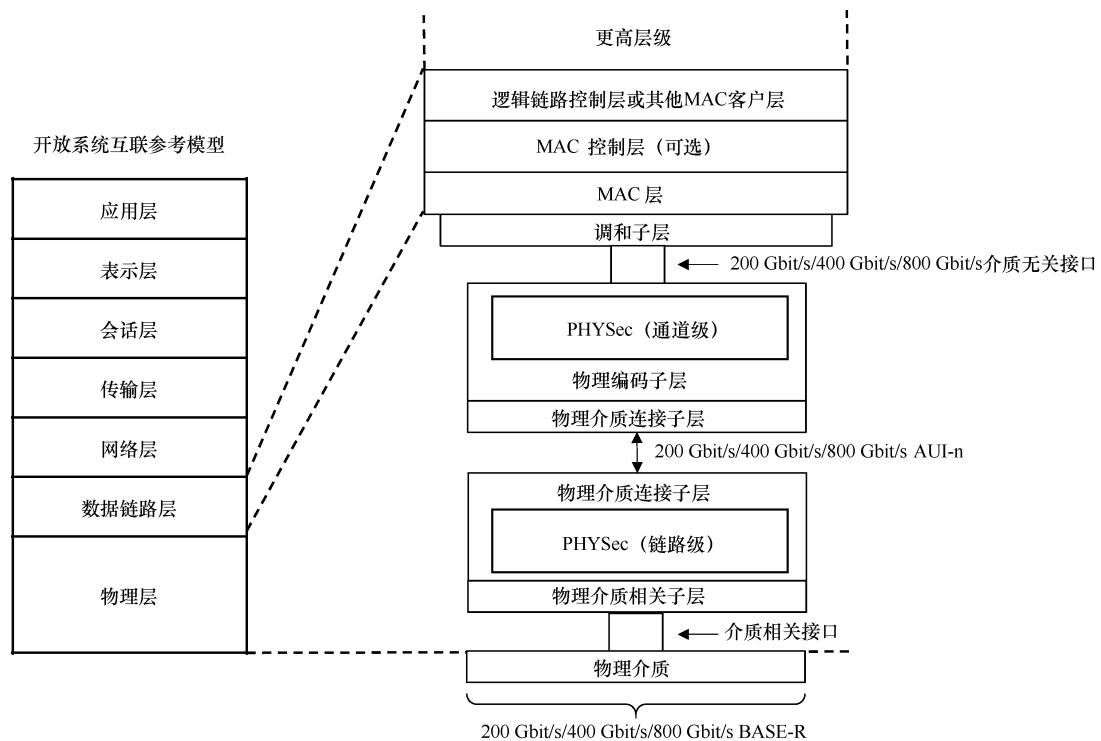 开放系统互联参考模型
应用层
表示层
会话层
传输层
网络层
数据链路层
物理层
更高层级
逻辑链路控制层或其他MAC客户层
MAC 控制层（可选）
MAC 层
调和子层
200 Gbit/s/400 Gbit/s/800 Gbit/s介质无关接口
PHYSec（通道级）
物理编码子层
物理介质连接子层
200 Gbit/s/400 Gbit/s/800 Gbit/s AUI-n
物理介质连接子层
PHYSec（链路级）
物理介质相关子层
介质相关接口
物理介质
200 Gbit/s/400 Gbit/s/800 Gbit/s BASE-R